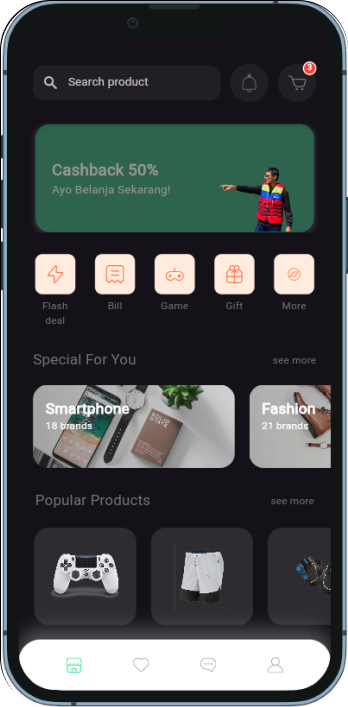 Search product
3
Cashback 50%
Ayo Belanja Sekarang!
Flash
deal
Bill
Game
Gift
More
Special For You
see more
Smartphone
18 brands
Fashion
21 brands
Popular Products
see more